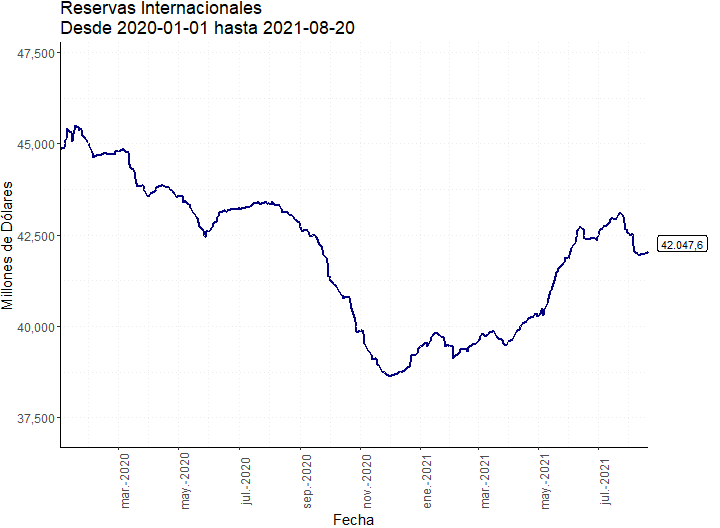 Reservas Internacionales
Desde 2020-01-01 hasta 2021-08-20
Millones de Dólares
47,500
45,000
42,500
40,000
37,500
42.047,6
mar.-2020
may.-2020
jul.-2020
sep.-2020
nov.-2020
ene.-2021
mar.-2021
may.-2021
jul.-2021
Fecha